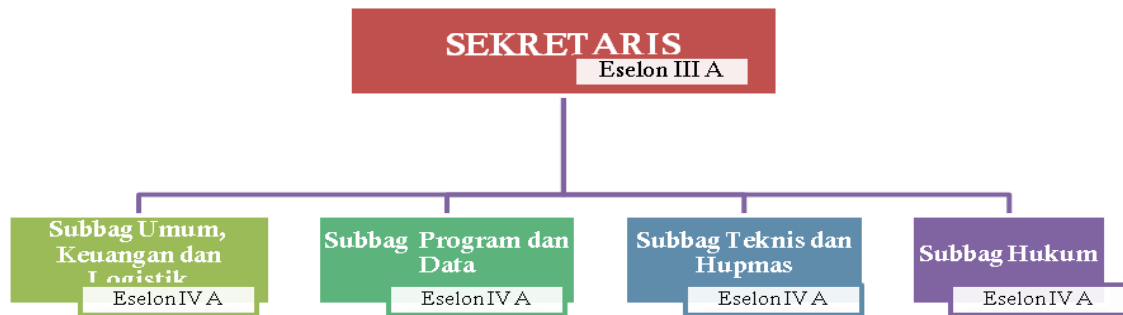 SEKRETARIS
Eselon III A
Subbag Umum,
Keuangan dan
Logistik
Eselon IV A
Subbag Program dan
Data
Eselon IV A
Subbag Teknis dan
Hupmas
Eselon IV A
Subbag Hukum
Eselon IV A